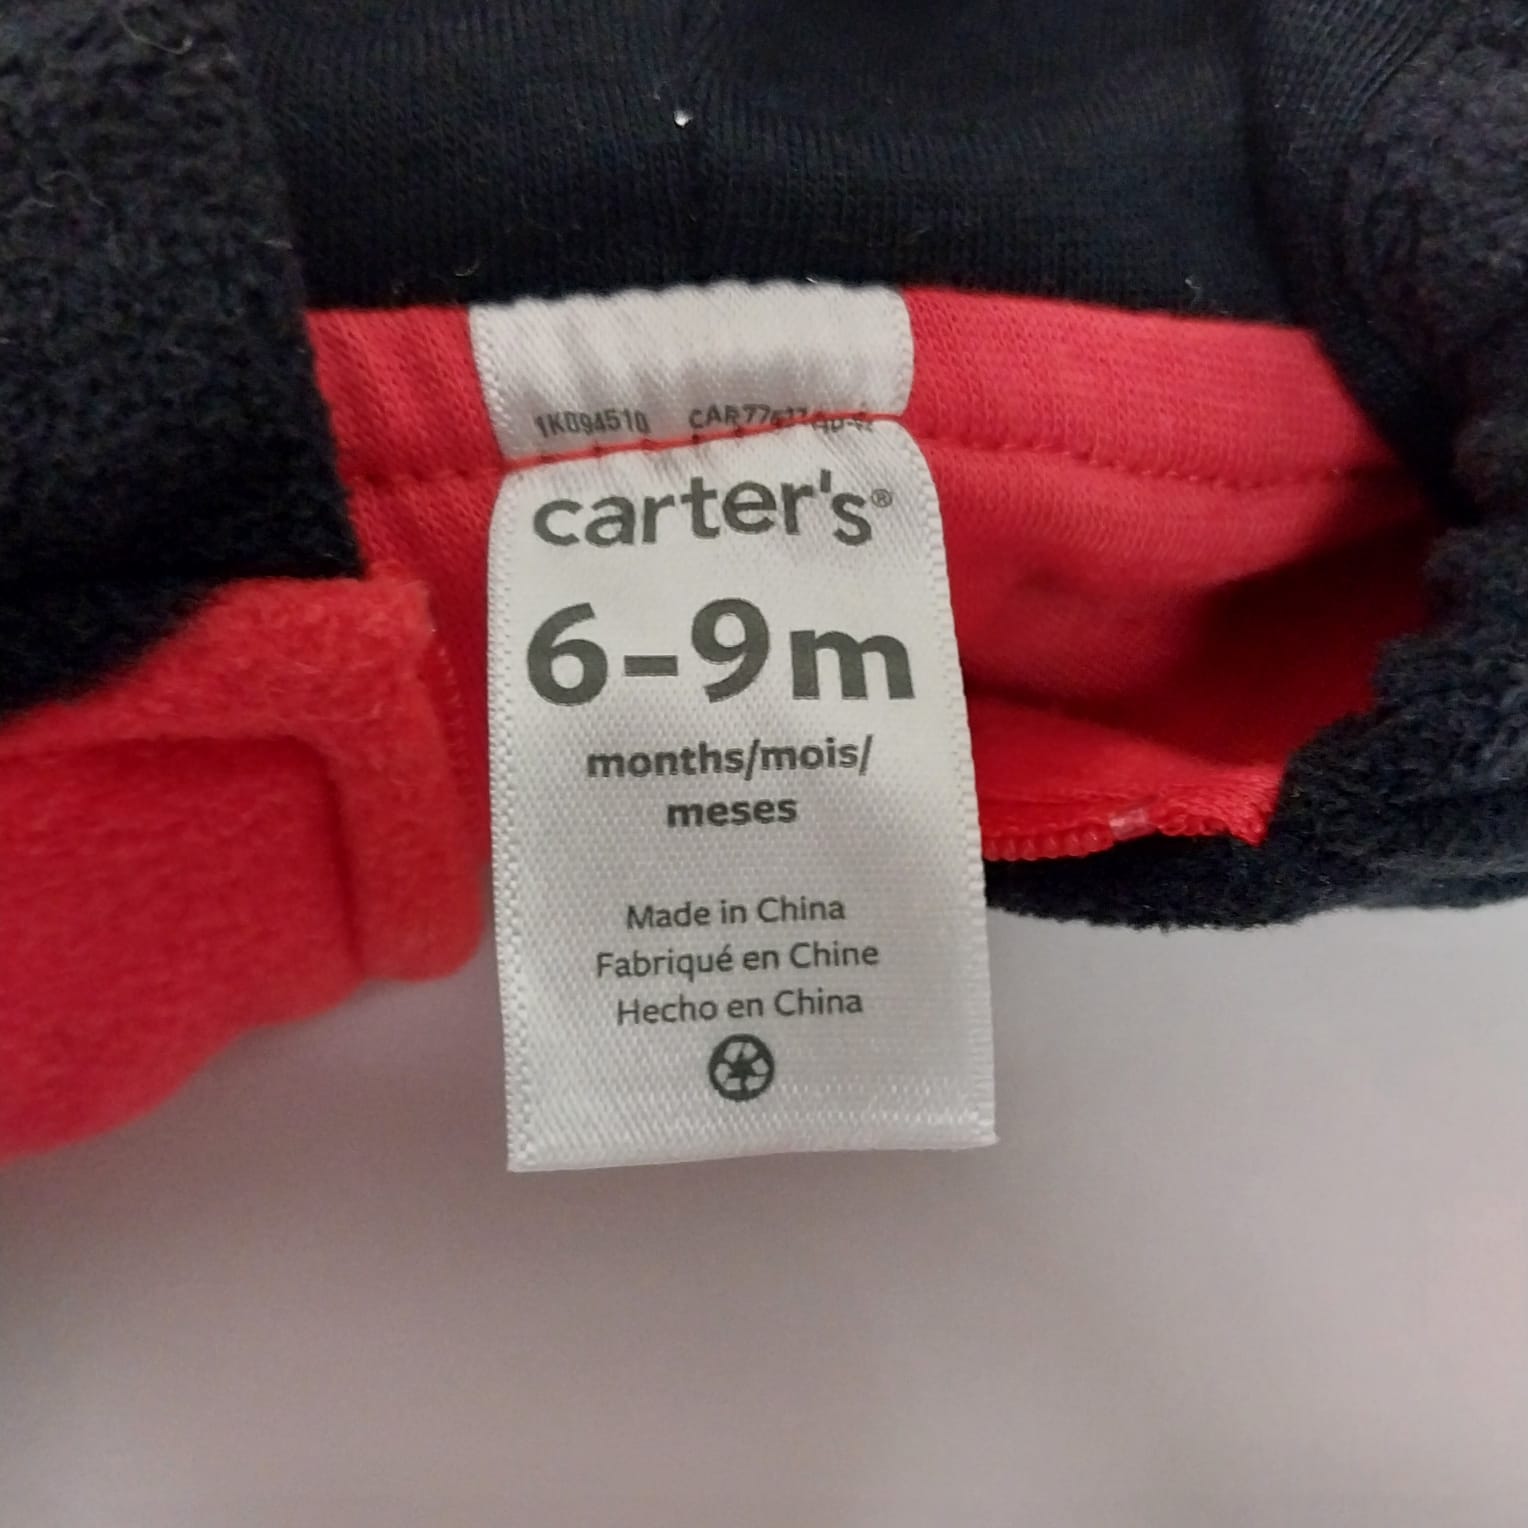 1K094510
carter's®
6-9m
months/mois/
meses
Made in China
Fabriqué en Chine
Hecho en China